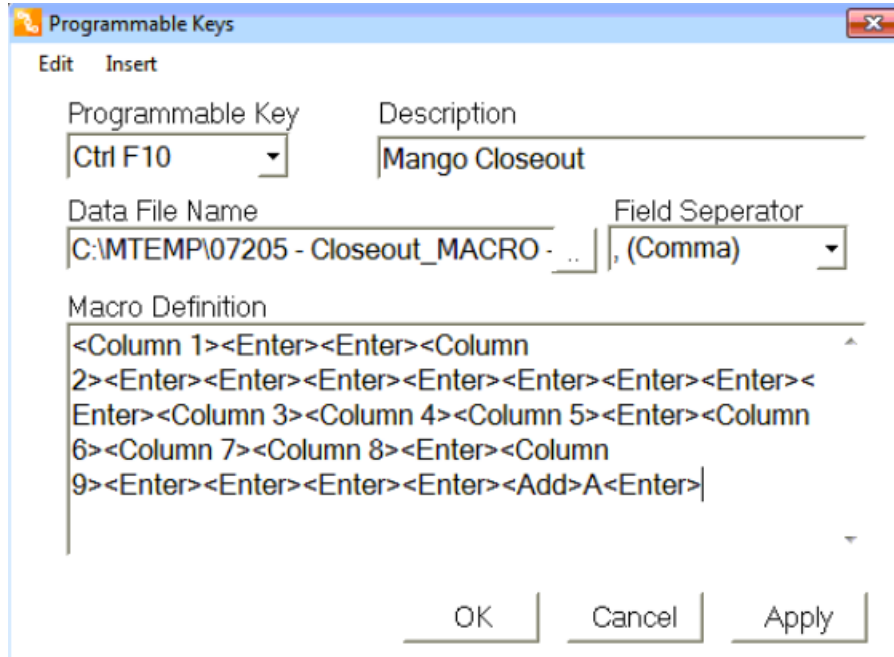 Programmable Keys
Edit Insert
Programmable Key Description
Ctrl F10 Mango Closeout
Data File Name Field Seperator
C:\MTEMP\07205 - Closeout_MACRO - .. , (Comma)
Macro Definition
<Column 1><Enter><Enter><Column
2><Enter><Enter><Enter><Enter><Enter><Enter><
Enter><Column 3><Column 4><Column 5><Enter><Column
6><Column 7><Column 8><Enter><Column
9><Enter><Enter><Enter><Enter><Add>A<Enter>
OK Cancel Apply